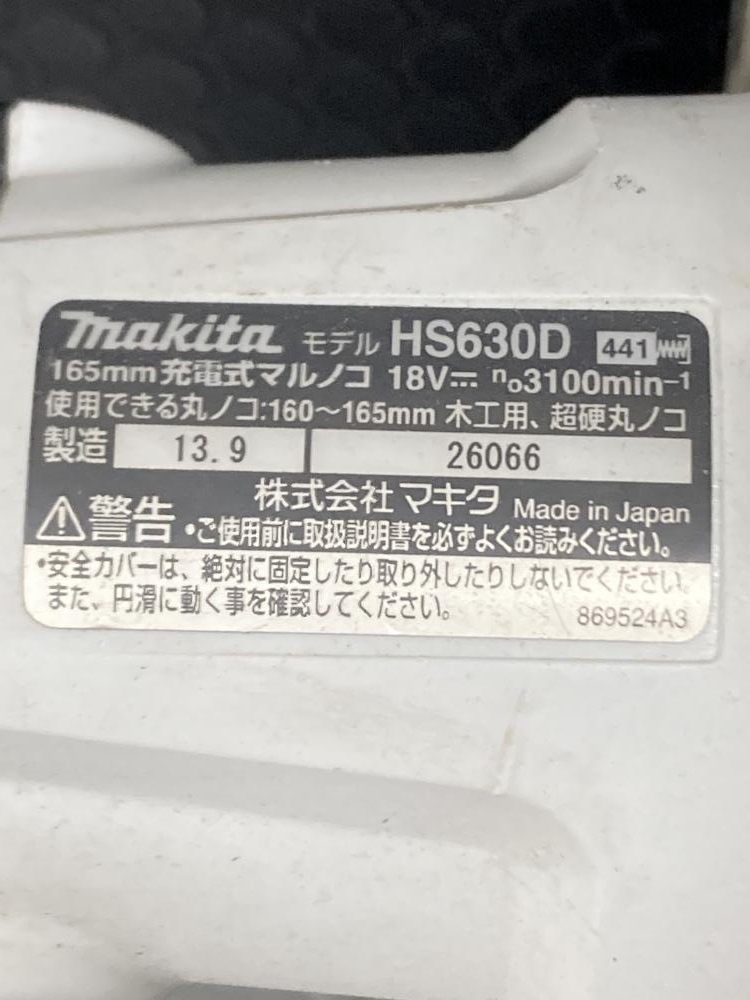 makita モデル HS630D 441
165mm充電式マルノコ 18V⎓ n₀3100min⁻¹
使用できる丸ノコ:160～165mm 木工用、超硬丸ノコ
製造 13.9 26066
株式会社マキタ Made in Japan
⚠警告 •ご使用前に取扱説明書を必ずよくお読みください。
•安全カバーは、絶対に固定したり取り外したりしないでください。
また、円滑に動く事を確認してください。 869524A3